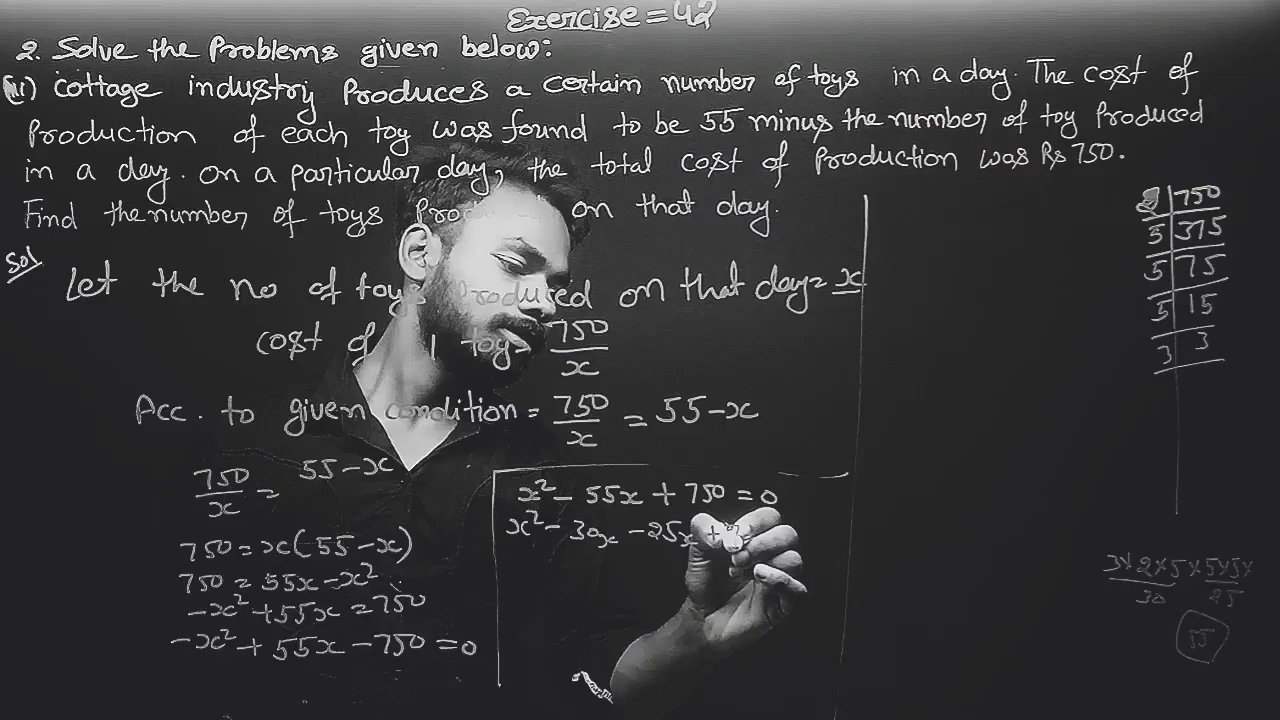 Exercise = 42
2. Solve the Problems given below:
(ii) cottage industry Produces a certain number of toys in a day. The cost of
Production of each toy was found to be 55 minus the number of toy Produced
in a day. on a particular day, the total cost of Production was Rs 750.
Find the number of toys on that day.
Sol
Let the no of toys Produced on that day = x
cost of 1 toy = 750/x
Acc. to given condition = 750/x = 55-x
750/x = 55-x
750 = x(55-x)
750 = 55x-x²
-x²+55x = 750
-x²+55x-750 = 0
x²-55x+750 = 0
x²-30x-25x+
2 | 750
5 | 375
5 | 75
5 | 15
3 | 3
3×2×5×5×5×
30 25
55